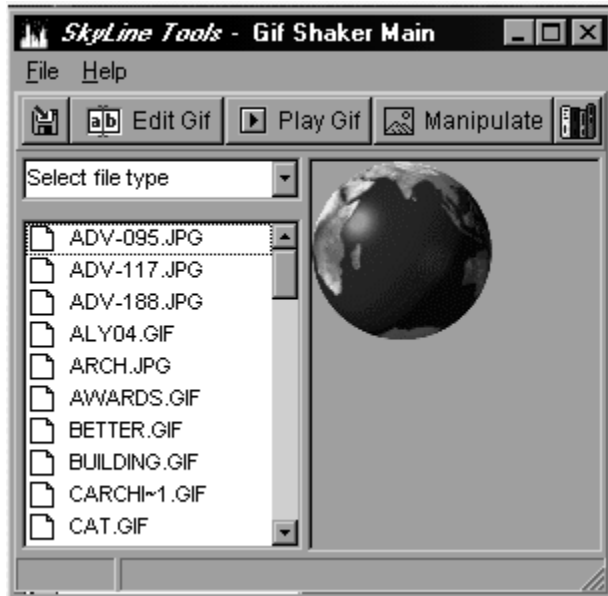 SkyLine Tools - Gif Shaker Main
File Help
Edit Gif Play Gif Manipulate
Select file type
ADV-095.JPG
ADV-117.JPG
ADV-188.JPG
ALY04.GIF
ARCH.JPG
AWARDS.GIF
BETTER.GIF
BUILDING.GIF
CARCHI~1.GIF
CAT.GIF